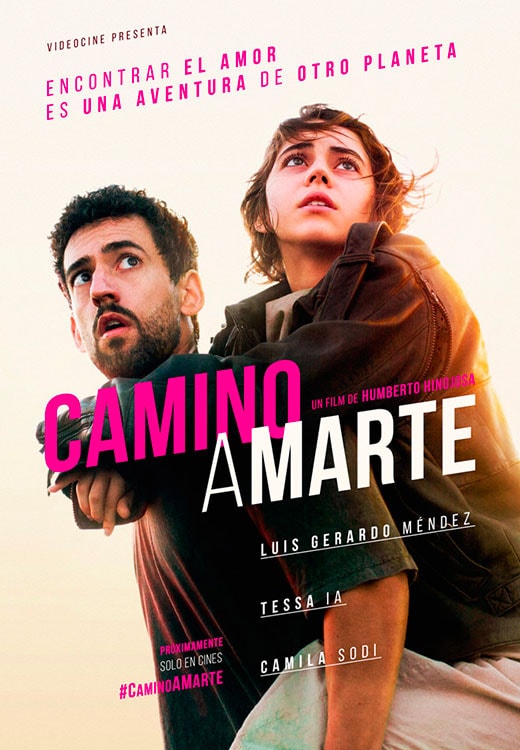 VIDEOCINE PRESENTA
ENCONTRAR EL AMOR
ES UNA AVENTURA DE OTRO PLANETA
CAMINO
UN FILM DE HUMBERTO HINOJOSA
A MARTE
LUIS GERARDO MÉNDEZ
TESSA IA
PRÓXIMAMENTE
SOLO EN CINES
CAMILA SODI
#CAMINOAMARTE